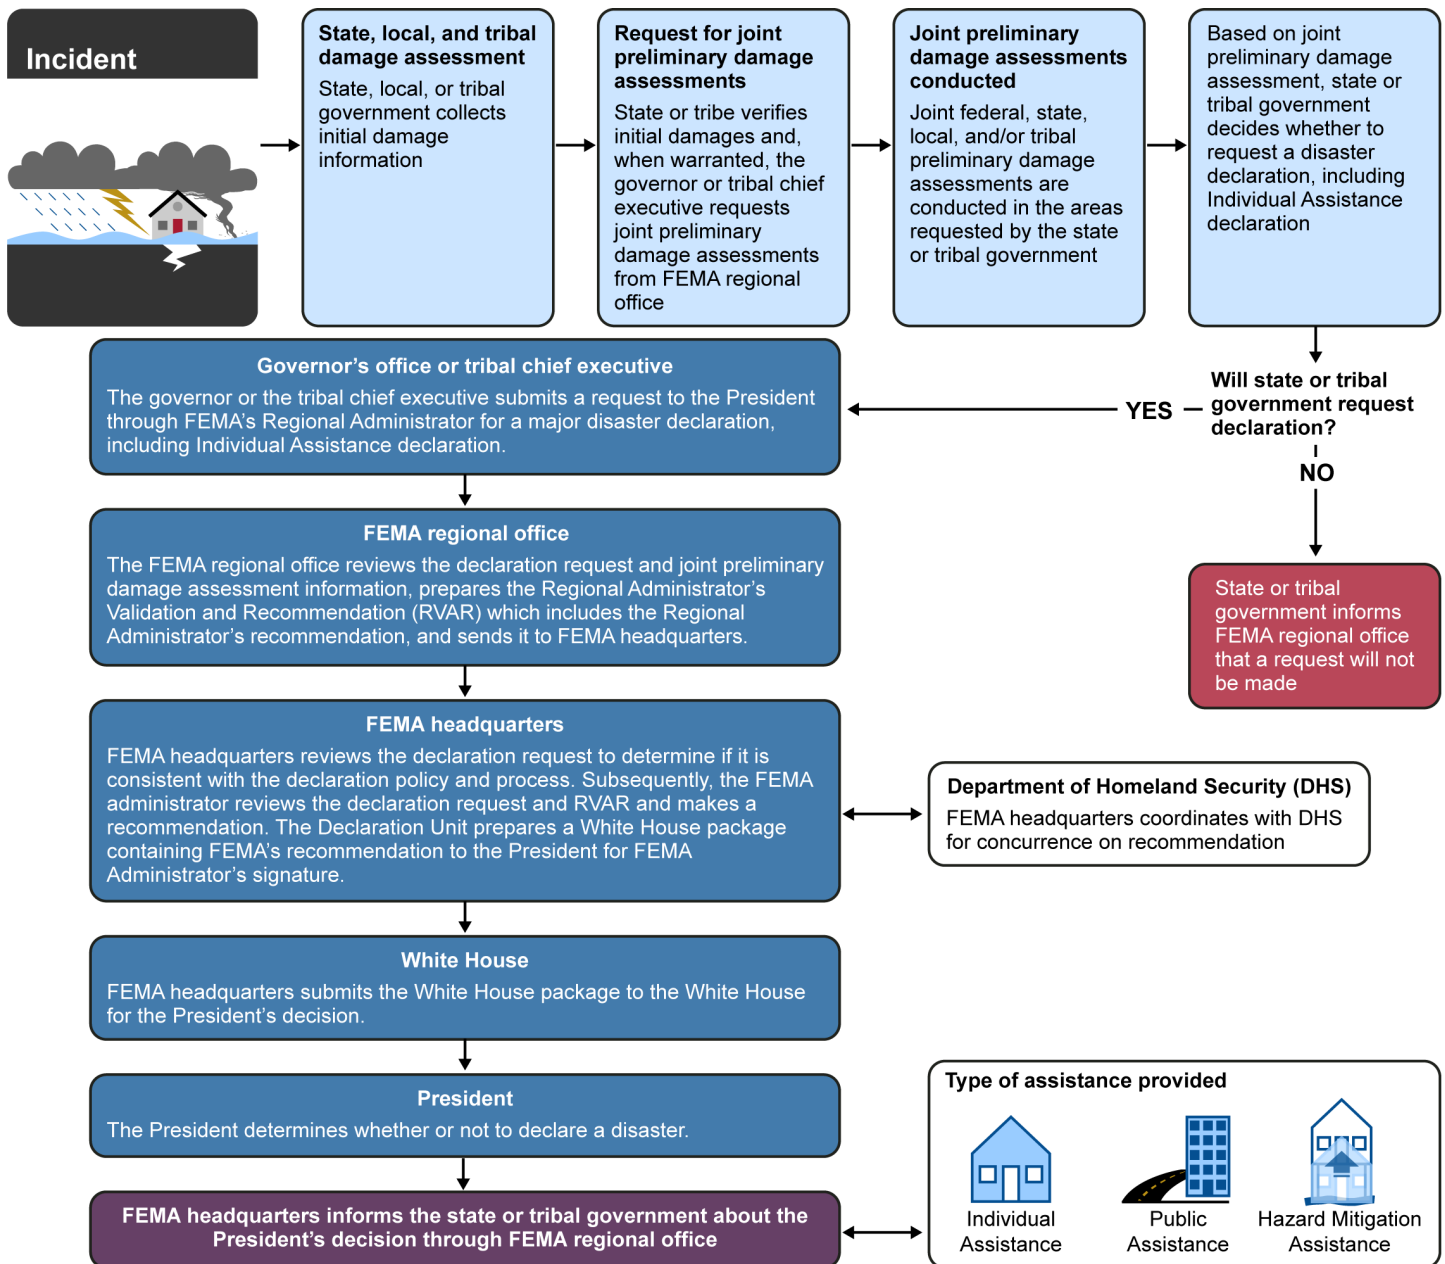 Incident
State, local, and tribal
damage assessment
State, local, or tribal
government collects
initial damage
information
Request for joint
preliminary damage
assessments
State or tribe verifies
initial damages and,
when warranted, the
governor or tribal chief
executive requests
joint preliminary
damage assessments
from FEMA regional
office
Joint preliminary
damage assessments
conducted
Joint federal, state,
local, and/or tribal
preliminary damage
assessments are
conducted in the areas
requested by the state
or tribal government
Based on joint
preliminary damage
assessment, state or
or tribal government
decides whether to
request a disaster
declaration, including
Individual Assistance
declaration
Will state or tribal
government request
declaration?
YES
NO
State or tribal
government informs
FEMA regional office
that a request will not
be made
Governor’s office or tribal chief executive
The governor or the tribal chief executive submits a request to the President
through FEMA’s Regional Administrator for a major disaster declaration,
including Individual Assistance declaration.
FEMA regional office
The FEMA regional office reviews the declaration request and joint preliminary
damage assessment information, prepares the Regional Administrator’s
Validation and Recommendation (RVAR) which includes the Regional
Administrator’s recommendation, and sends it to FEMA headquarters.
FEMA headquarters
FEMA headquarters reviews the declaration request to determine if it is
consistent with the declaration policy and process. Subsequently, the FEMA
administrator reviews the declaration request and RVAR and makes a
recommendation. The Declaration Unit prepares a White House package
containing FEMA’s recommendation to the President for FEMA
Administrator’s signature.
Department of Homeland Security (DHS)
FEMA headquarters coordinates with DHS
for concurrence on recommendation
White House
FEMA headquarters submits the White House package to the White House
for the President’s decision.
President
The President determines whether or not to declare a disaster.
FEMA headquarters informs the state or tribal government about the
President’s decision through FEMA regional office
Type of assistance provided
Individual
Assistance
Public
Assistance
Hazard Mitigation
Assistance